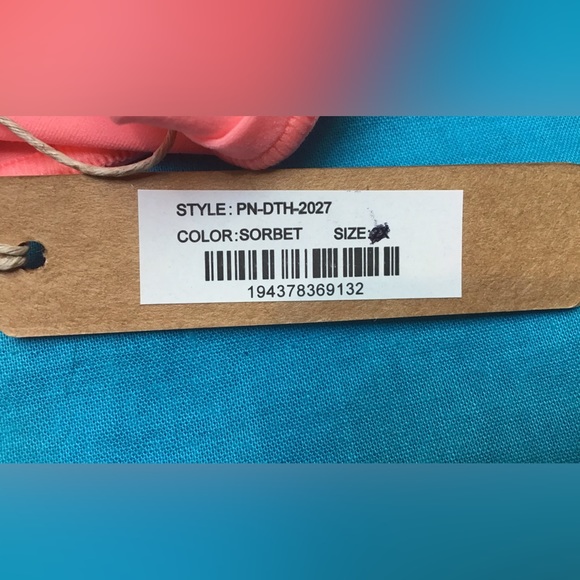 STYLE: PN-DTH-2027
COLOR:SORBET SIZE:
194378369132